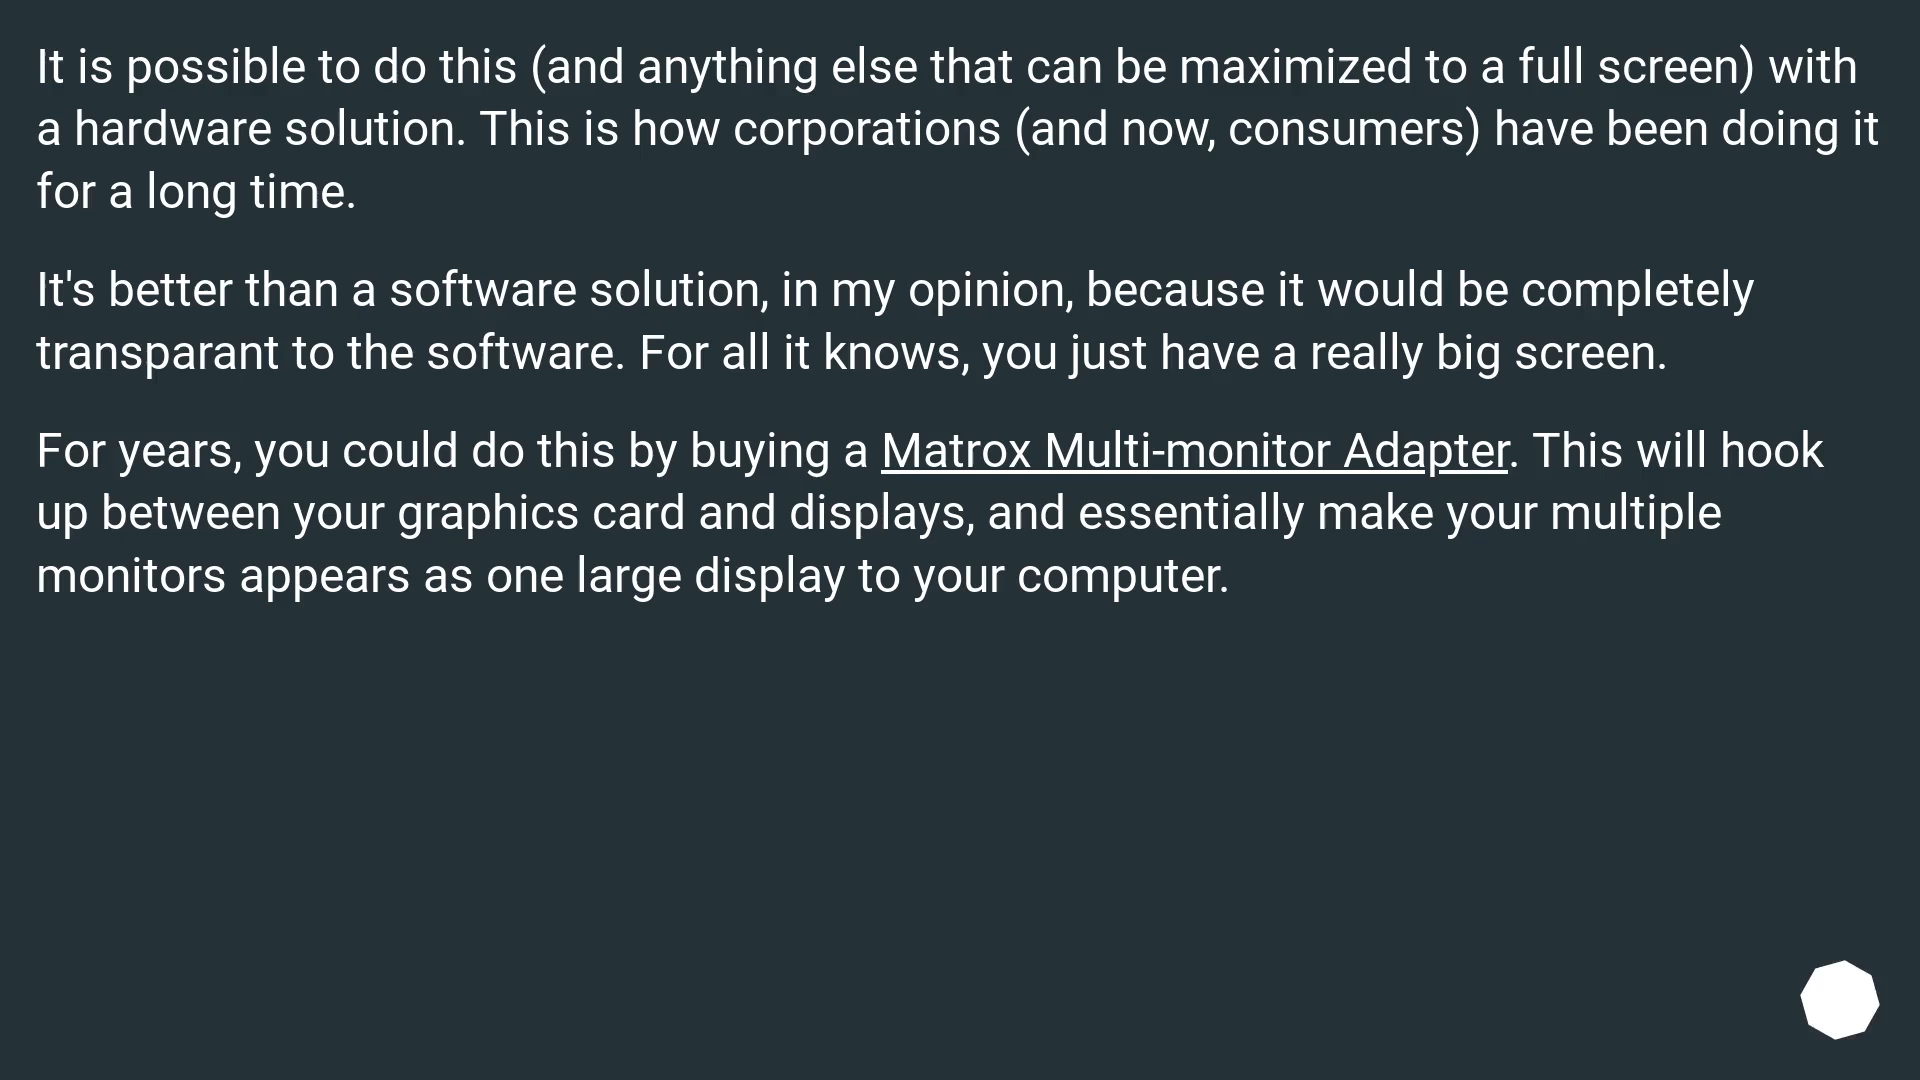 It is possible to do this (and anything else that can be maximized to a full screen) with
a hardware solution. This is how corporations (and now, consumers) have been doing it
for a long time.
It's better than a software solution, in my opinion, because it would be completely
transparant to the software. For all it knows, you just have a really big screen.
For years, you could do this by buying a Matrox Multi-monitor Adapter. This will hook
up between your graphics card and displays, and essentially make your multiple
monitors appears as one large display to your computer.